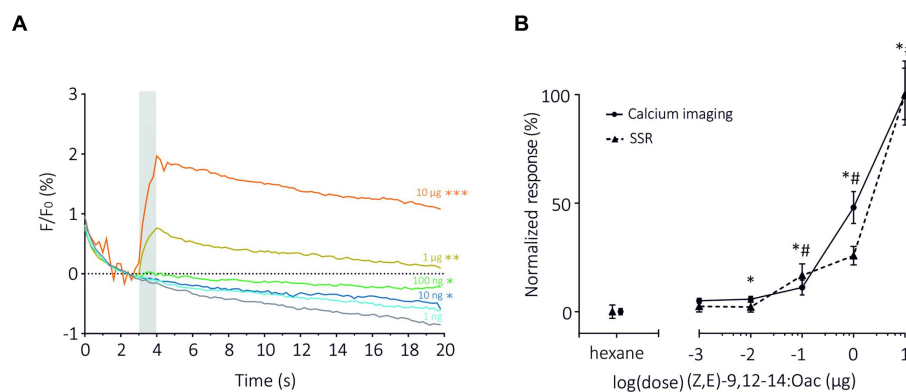 A
F/F0 (%)
3
2
1
0
-1
0 2 4 6 8 10 12 14 16 18 20
Time (s)
10 µg ***
1 µg **
100 ng *
10 ng *
1 ng
B
Normalized response (%)
100
50
0
Calcium imaging
SSR
*
*#
*#
hexane
-3 -2 -1 0 1
log(dose) (Z,E)-9,12-14:Oac (µg)